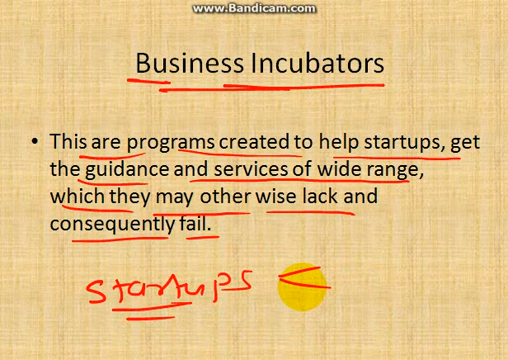 www.Bandicam.com
Business Incubators
• This are programs created to help startups, get
the guidance and services of wide range,
which they may other wise lack and
consequently fail.
startups